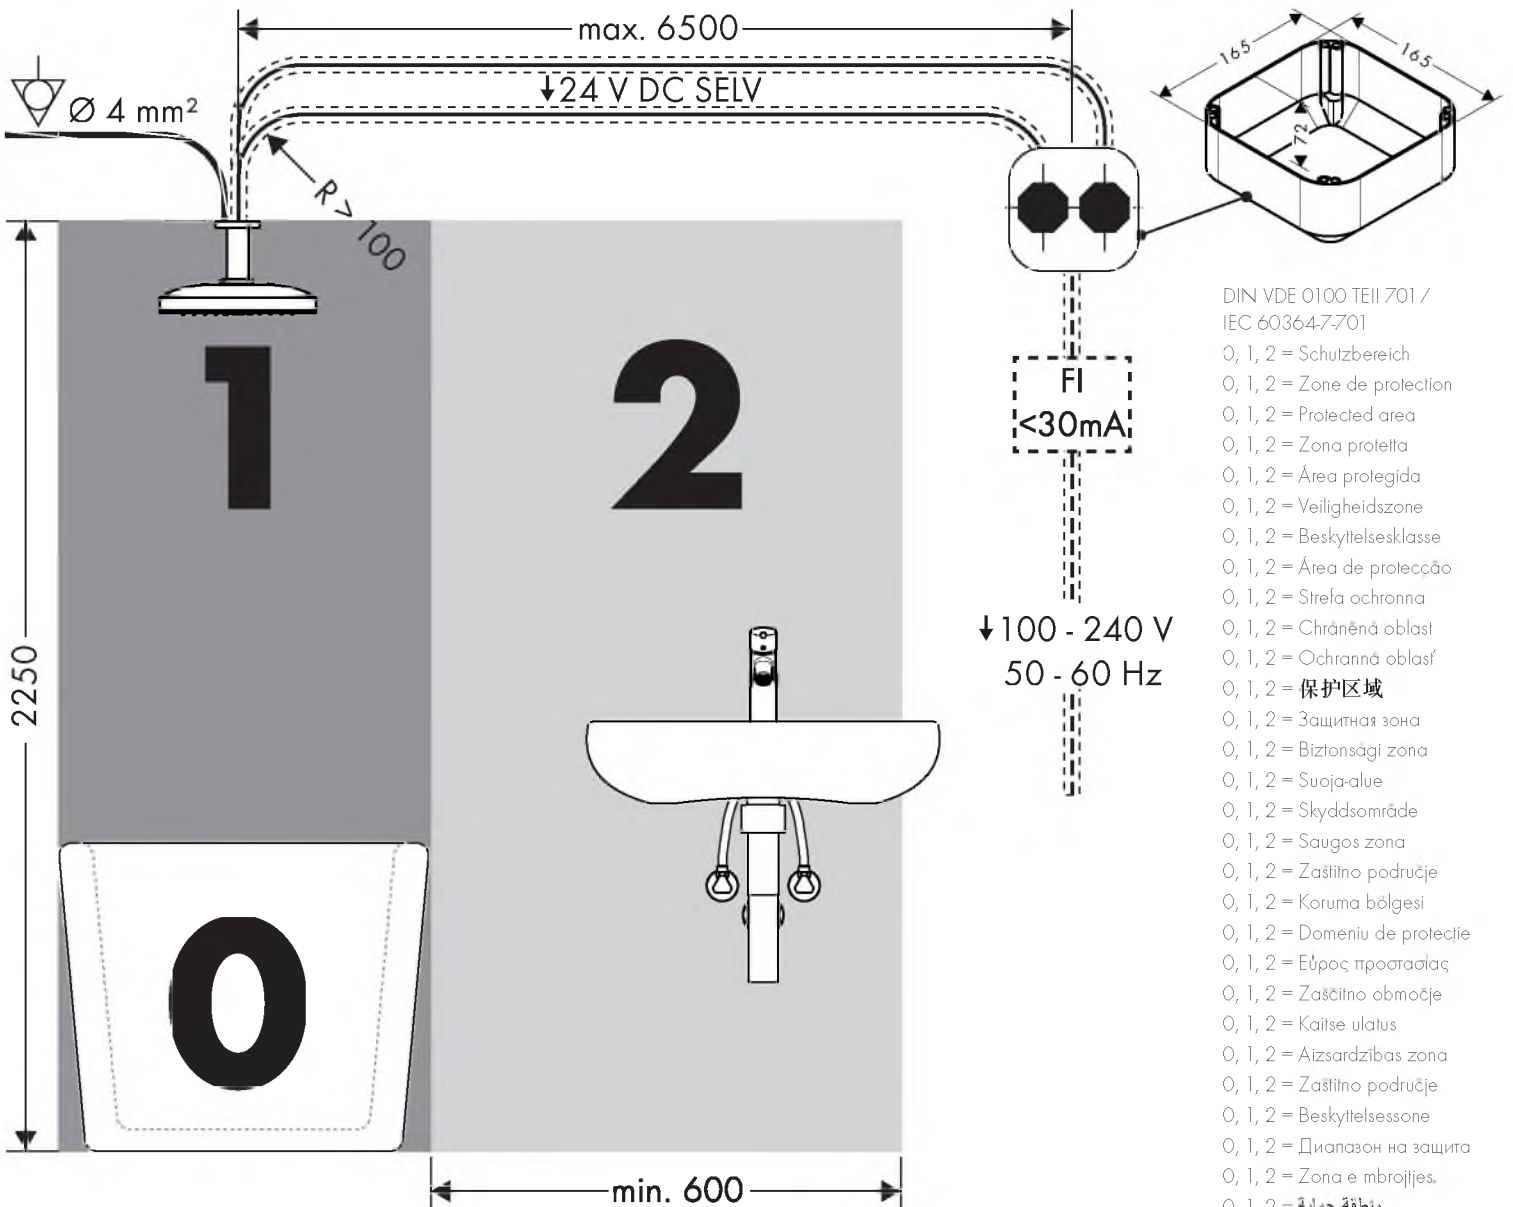 max. 6500
↓24 V DC SELV
Ø 4 mm²
R > 100
165
165
72
1
2
0
2250
min. 600
FI
<30mA
↓100 - 240 V
50 - 60 Hz
DIN VDE 0100 TEIl 701 /
IEC 60364-7-701
0, 1, 2 = Schutzbereich
0, 1, 2 = Zone de protection
0, 1, 2 = Protected area
0, 1, 2 = Zona protetta
0, 1, 2 = Área protegida
0, 1, 2 = Veiligheidszone
0, 1, 2 = Beskyttelsesklasse
0, 1, 2 = Área de protecção
0, 1, 2 = Strefa ochronna
0, 1, 2 = Chráněná oblast
0, 1, 2 = Ochranná oblasť
0, 1, 2 = 保护区域
0, 1, 2 = Защитная зона
0, 1, 2 = Biztonsági zóna
0, 1, 2 = Suoja-alue
0, 1, 2 = Skyddsområde
0, 1, 2 = Saugos zona
0, 1, 2 = Zaštitno područje
0, 1, 2 = Koruma bölgesi
0, 1, 2 = Domeniu de protecție
0, 1, 2 = Εύρος προστασίας
0, 1, 2 = Zaščitno območje
0, 1, 2 = Kaitse ulatus
0, 1, 2 = Aizsardzības zona
0, 1, 2 = Zaštitno područje
0, 1, 2 = Beskyttelsessone
0, 1, 2 = Диапазон на защита
0, 1, 2 = Zona e mbrojtjes.
0, 1, 2 =